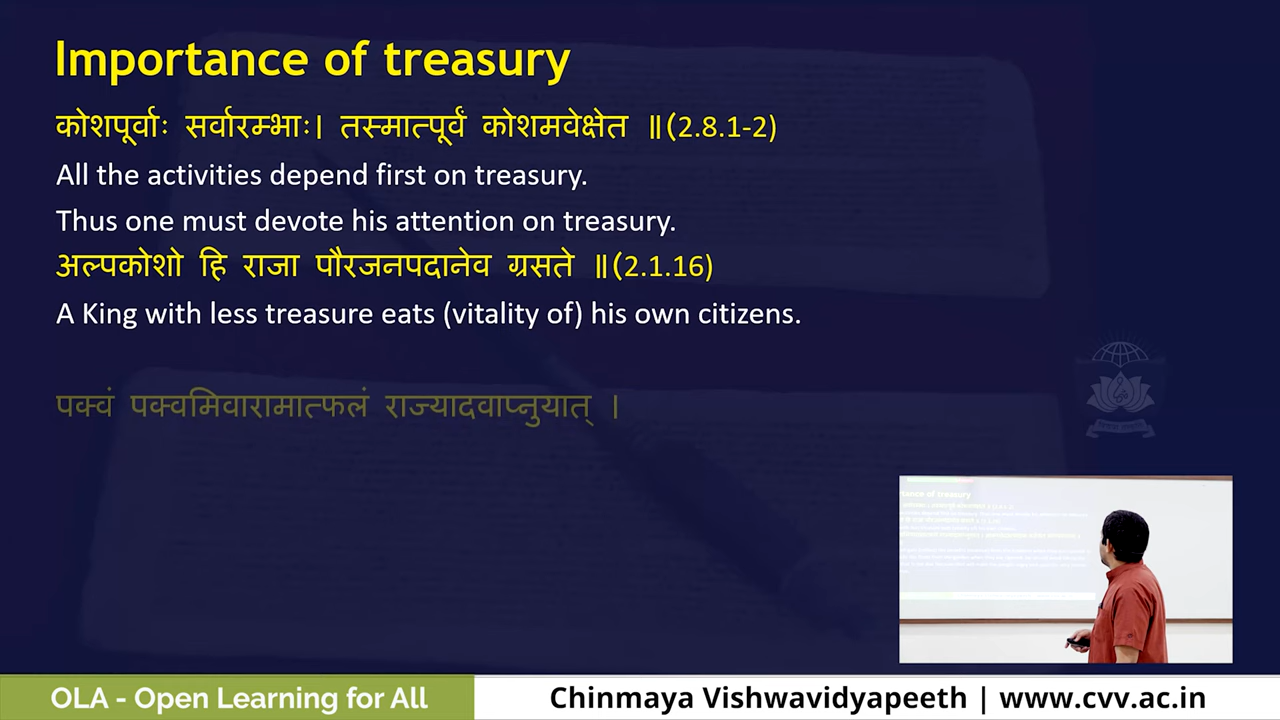 Importance of treasury
कोशपूर्वाः सर्वारम्भाः। तस्मात्पूर्वं कोशमवेक्षेत ॥(2.8.1-2)
All the activities depend first on treasury.
Thus one must devote his attention on treasury.
अल्पकोशो हि राजा पौरजनपदानेव ग्रसते ॥(2.1.16)
A King with less treasure eats (vitality of) his own citizens.
पक्वं पक्वमिवारामात्फलं राज्यादवाप्नुयात् ।
OLA - Open Learning for All
Chinmaya Vishwavidyapeeth | www.cvv.ac.in